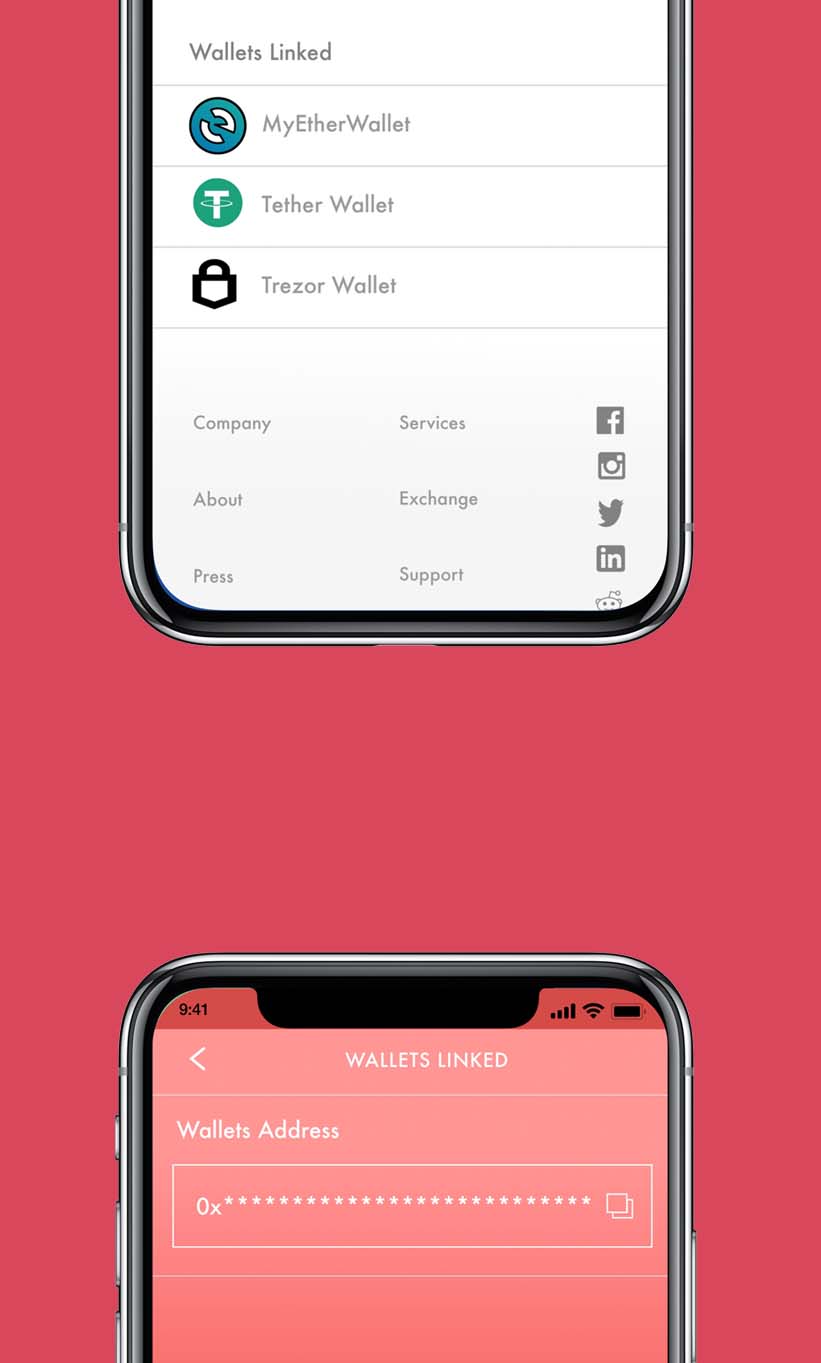 Wallets Linked
MyEtherWallet
Tether Wallet
Trezor Wallet
Company
Services
About
Exchange
Press
Support
9:41
WALLETS LINKED
Wallets Address
0x***************************